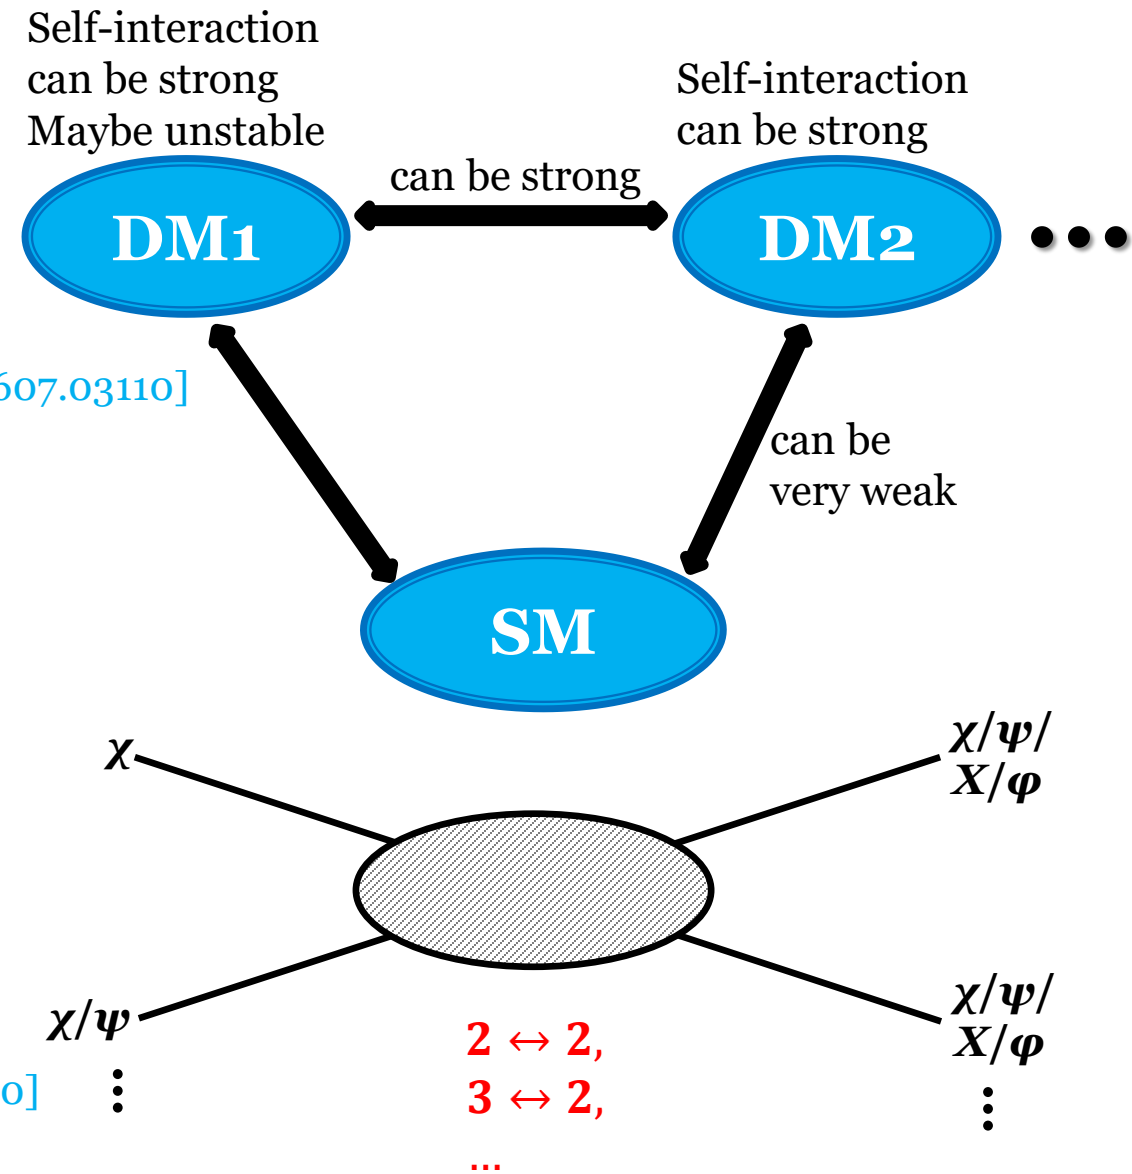 Self-interaction
can be strong
Maybe unstable
Self-interaction
can be strong
can be strong
DM1
DM2
•••
607.03110]
can be
very weak
SM
χ
χ/ψ/
X/φ
χ/ψ
⋮
0]
2 ↔ 2,
3 ↔ 2,
...
χ/ψ/
X/φ
⋮